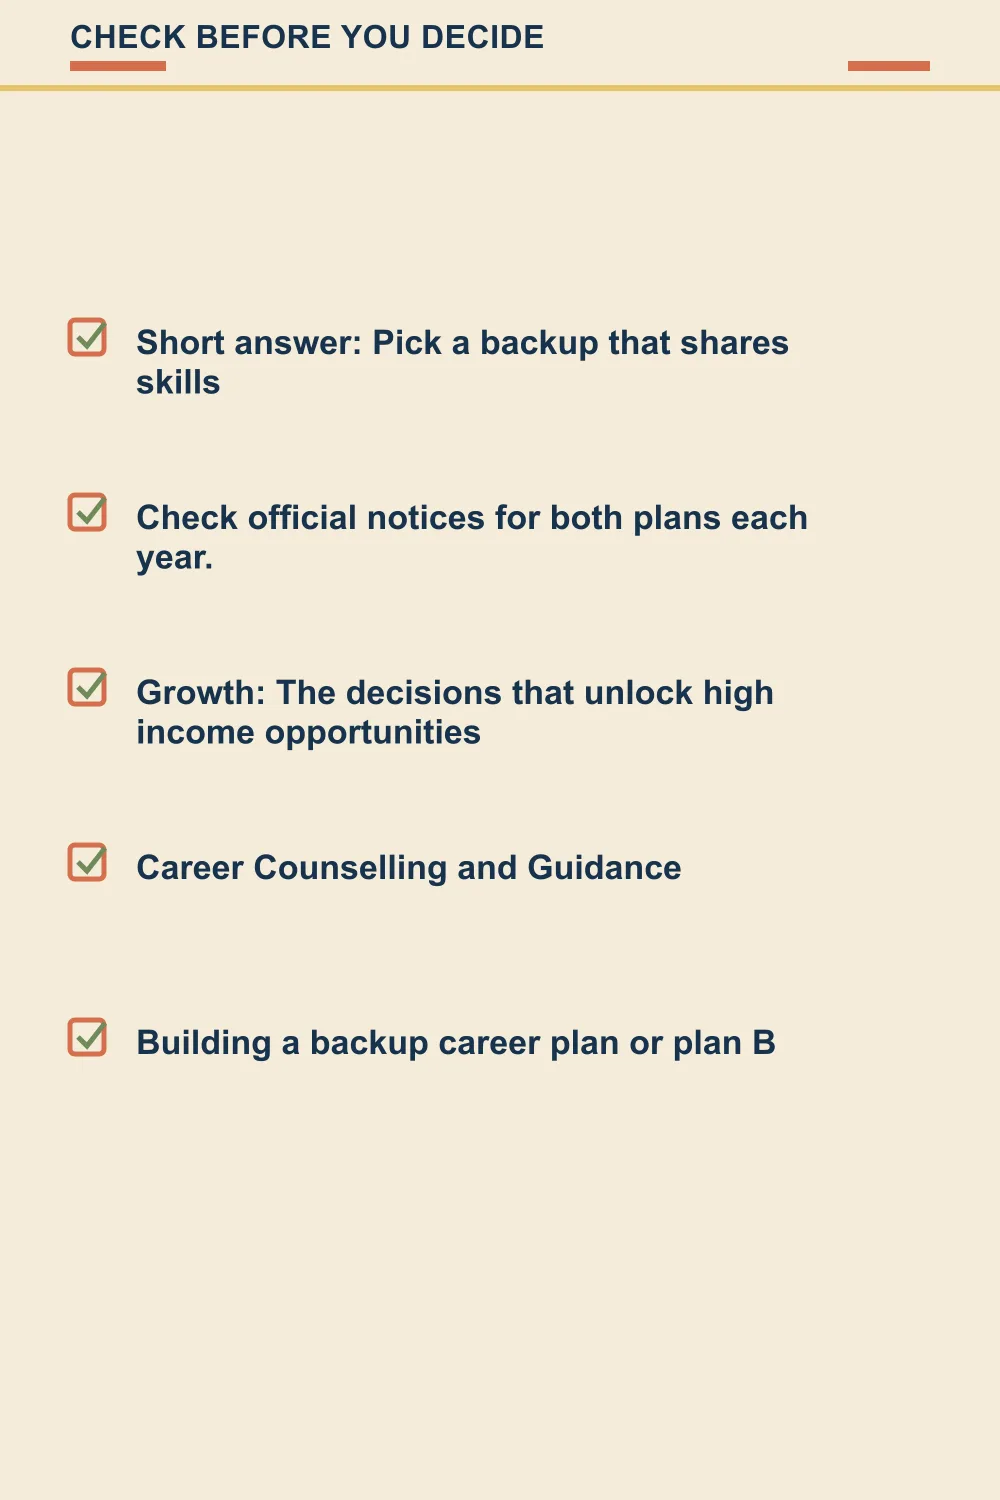 CHECK BEFORE YOU DECIDE
Short answer: Pick a backup that shares
skills
Check official notices for both plans each
year.
Growth: The decisions that unlock high
income opportunities
Career Counselling and Guidance
Building a backup career plan or plan B